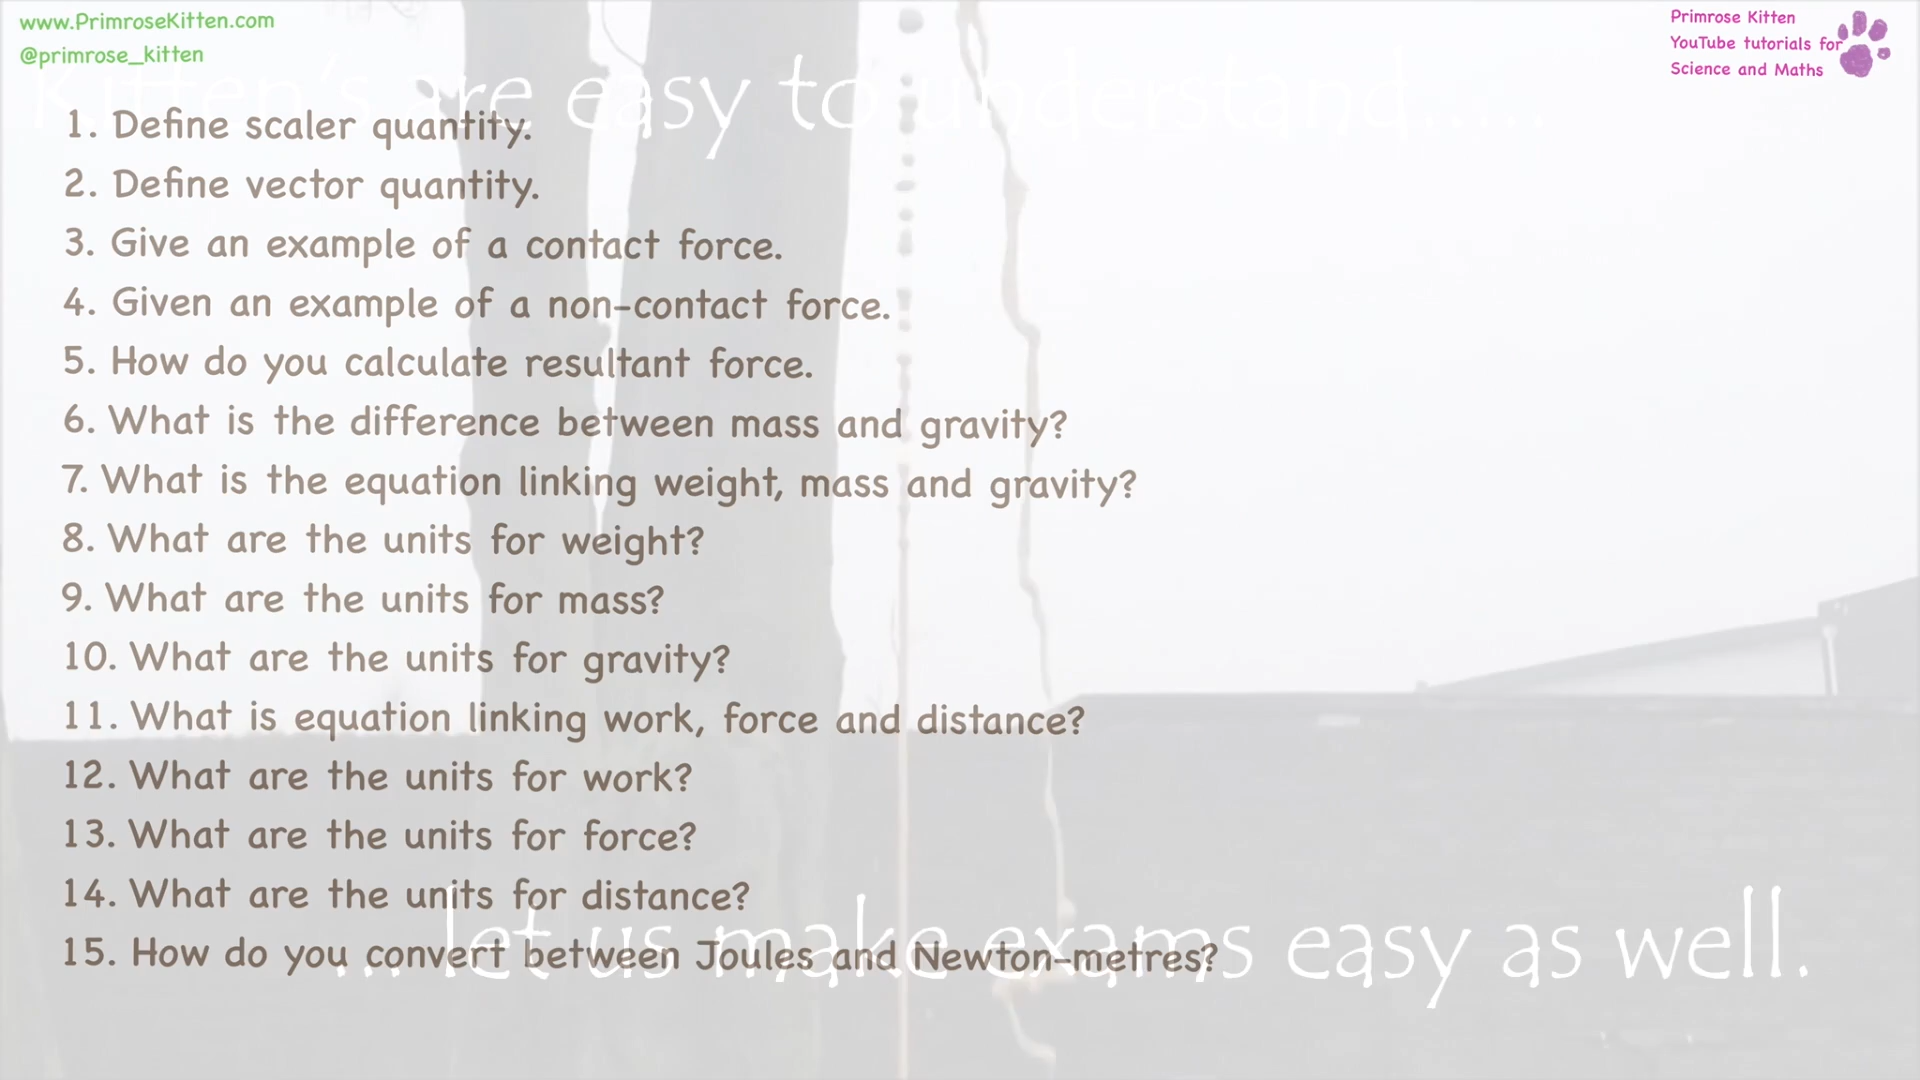 www.PrimroseKitten.com
@primrose_kitten
Primrose Kitten
YouTube tutorials for
Science and Maths
Kitten's are easy to understand.....
1. Define scaler quantity.
2. Define vector quantity.
3. Give an example of a contact force.
4. Given an example of a non-contact force.
5. How do you calculate resultant force.
6. What is the difference between mass and gravity?
7. What is the equation linking weight, mass and gravity?
8. What are the units for weight?
9. What are the units for mass?
10. What are the units for gravity?
11. What is equation linking work, force and distance?
12. What are the units for work?
13. What are the units for force?
14. What are the units for distance?
15. How do you convert between Joules and Newton-metres?
... let us make exams easy as well.